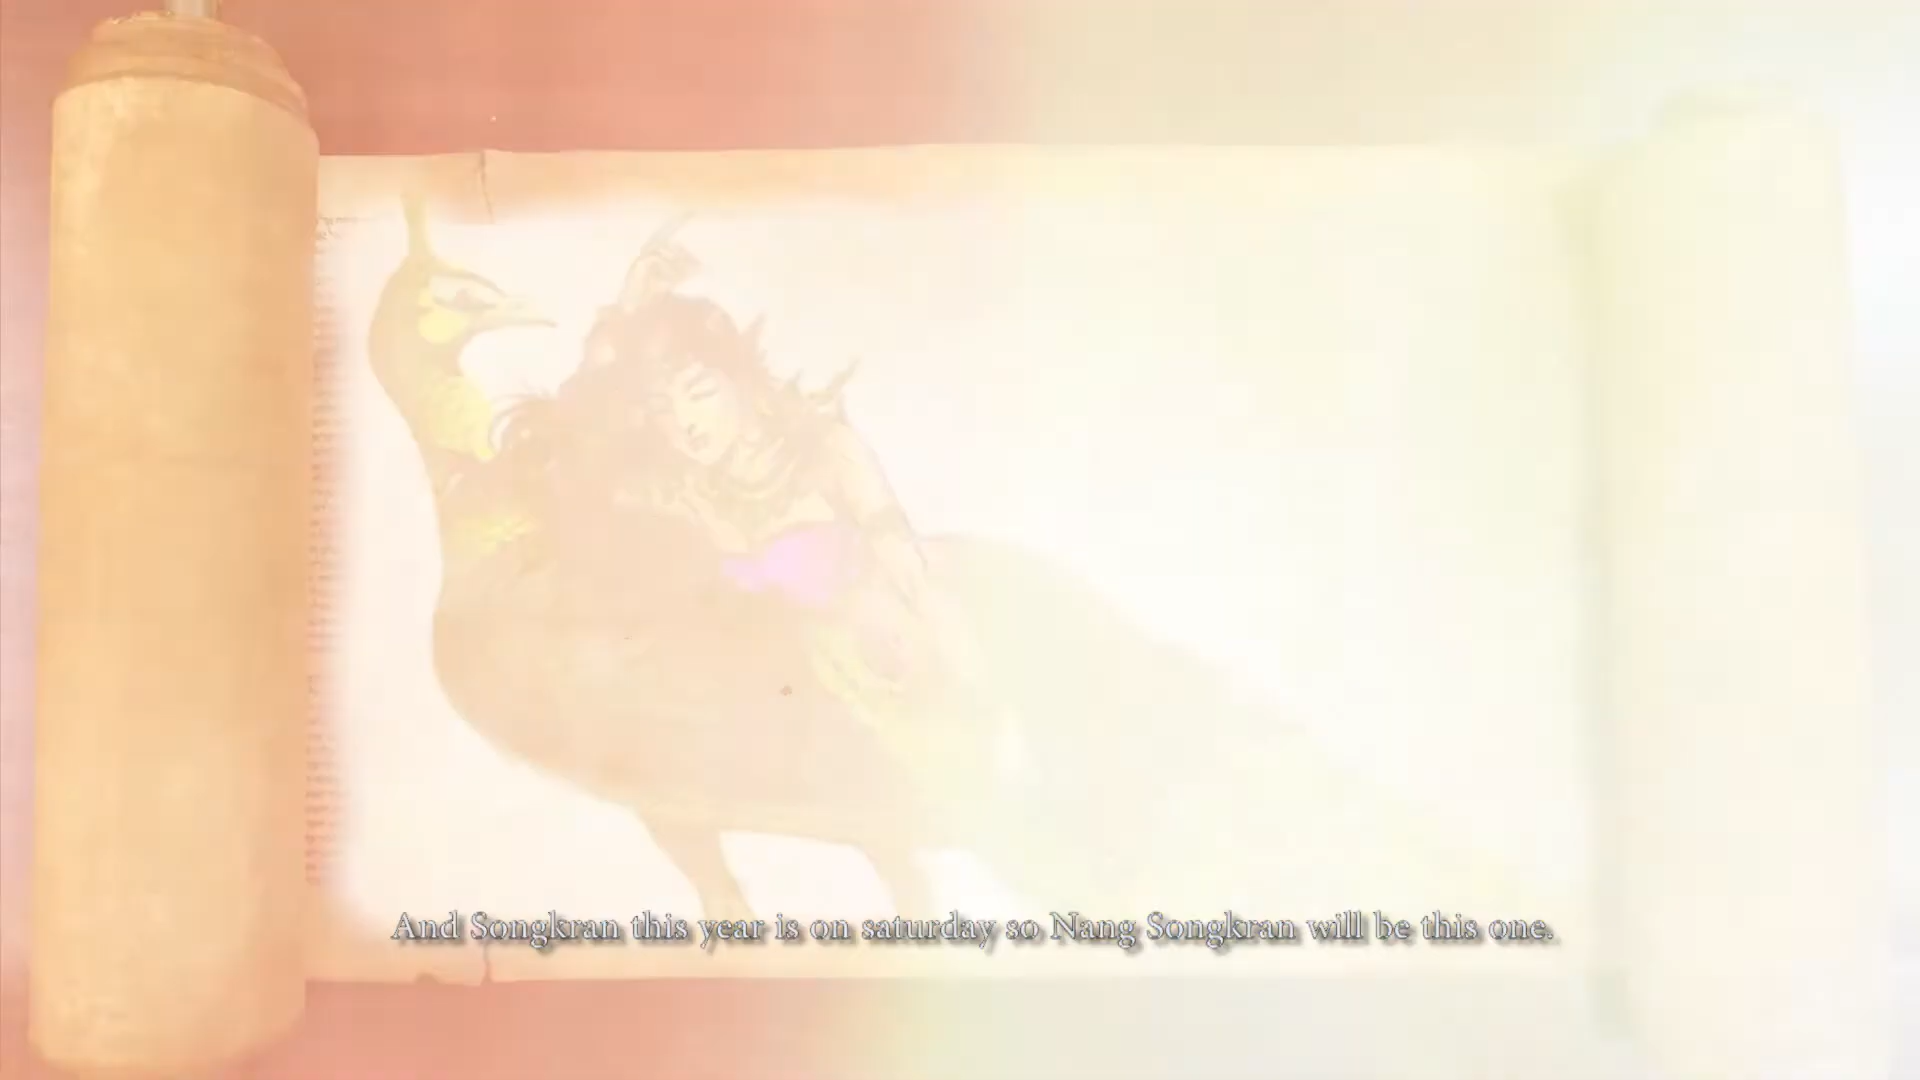 And Songkran this year is on saturday so Nang Songkran will be this one.